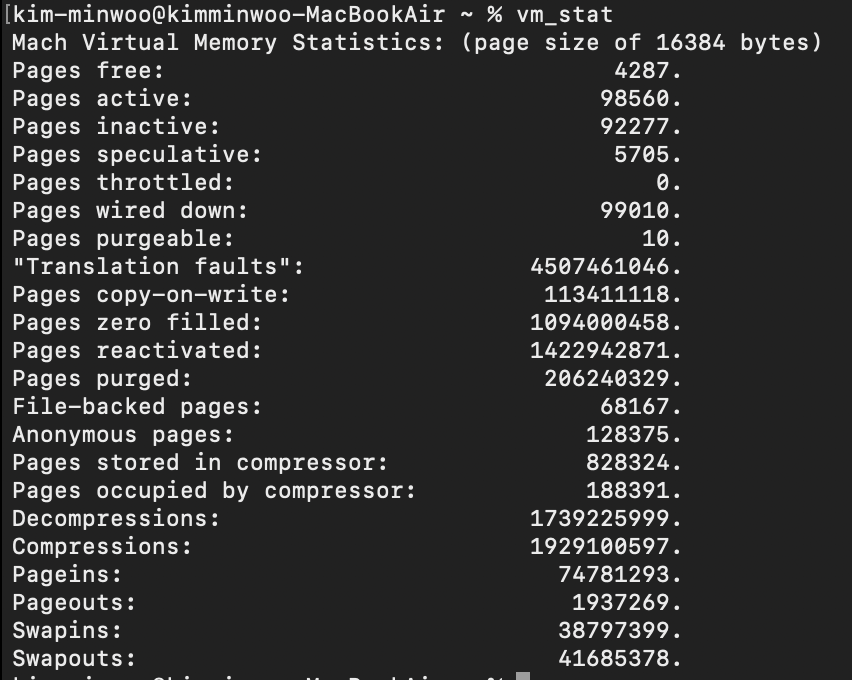 [kim-minwoo@kimminwoo-MacBookAir ~ % vm_stat
Mach Virtual Memory Statistics: (page size of 16384 bytes)
Pages free: 4287.
Pages active: 98560.
Pages inactive: 92277.
Pages speculative: 5705.
Pages throttled: 0.
Pages wired down: 99010.
Pages purgeable: 10.
"Translation faults": 4507461046.
Pages copy-on-write: 113411118.
Pages zero filled: 1094000458.
Pages reactivated: 1422942871.
Pages purged: 206240329.
File-backed pages: 68167.
Anonymous pages: 128375.
Pages stored in compressor: 828324.
Pages occupied by compressor: 188391.
Decompressions: 1739225999.
Compressions: 1929100597.
Pageins: 74781293.
Pageouts: 1937269.
Swapins: 38797399.
Swapouts: 41685378.